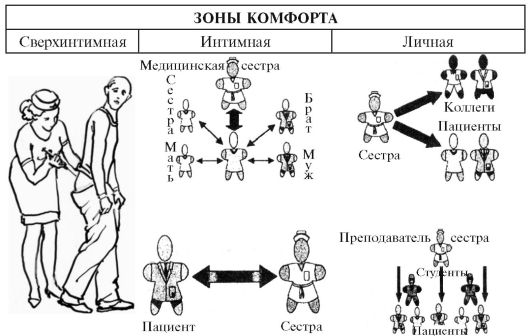 ЗОНЫ КОМФОРТА
Сверхинтимная
Интимная
Личная
Медицинская сестра
Сестра
Брат
Мать
Муж
Пациент
Сестра
Коллеги
Пациенты
Сестра
Преподаватель сестра
Студенты
Пациенты